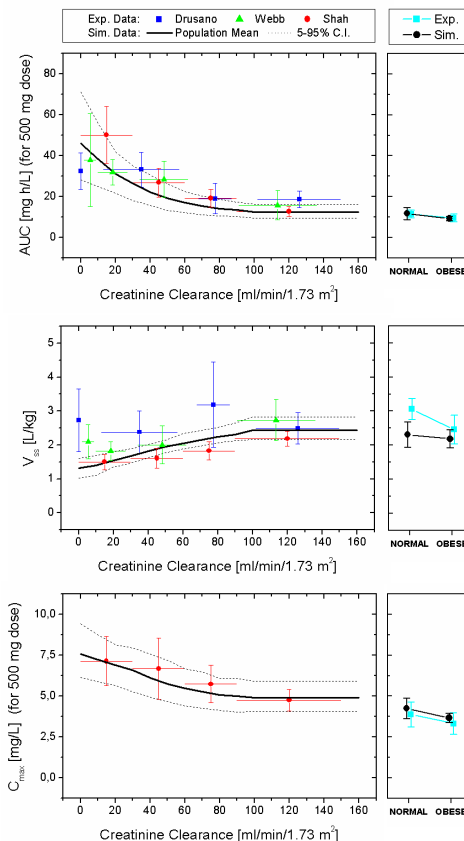 Exp. Data: Drusano Webb Shah
Sim. Data: Population Mean 5-95% C.I.
Exp.
Sim.
AUC [mg h/L] (for 500 mg dose)
80
60
40
20
0
0 20 40 60 80 100 120 140 160
Creatinine Clearance [ml/min/1.73 m²]
NORMAL OBESE
Vss [L/kg]
5
4
3
2
1
0
0 20 40 60 80 100 120 140 160
Creatinine Clearance [ml/min/1.73 m²]
NORMAL OBESE
Cmax [mg/L] (for 500 mg dose)
10,0
7,5
5,0
2,5
0,0
0 20 40 60 80 100 120 140 160
Creatinine Clearance [ml/min/1.73 m²]
NORMAL OBESE